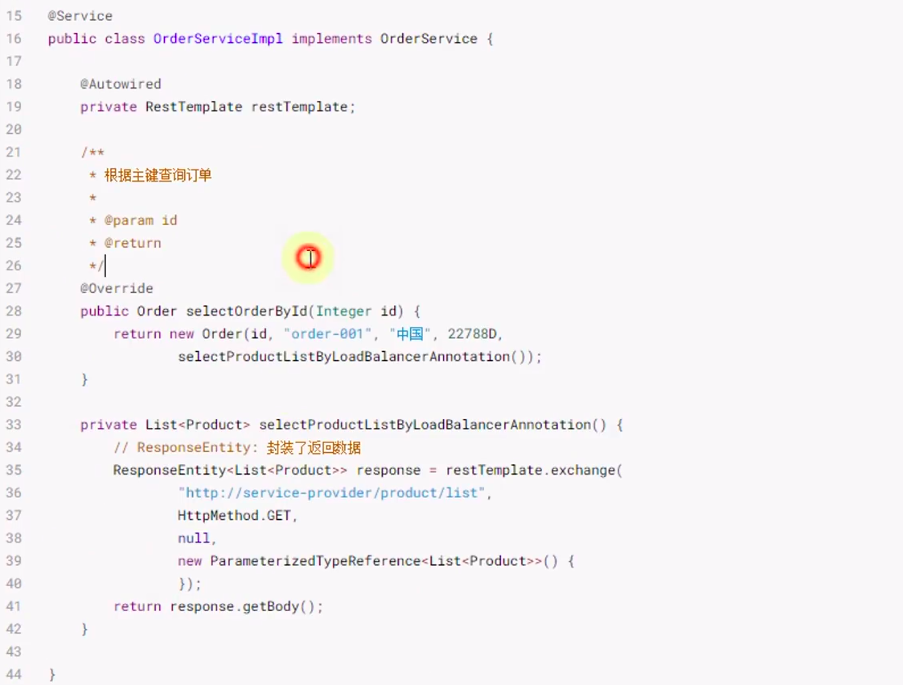 15 @Service
16 public class OrderServiceImpl implements OrderService {
17
18 @Autowired
19 private RestTemplate restTemplate;
20
21 /**
22 * 根据主键查询订单
23 *
24 * @param id
25 * @return
26 */
27 @Override
28 public Order selectOrderById(Integer id) {
29 return new Order(id, "order-001", "中国", 22788D,
30 selectProductListByLoadBalancerAnnotation());
31 }
32
33 private List<Product> selectProductListByLoadBalancerAnnotation() {
34 // ResponseEntity: 封装了返回数据
35 ResponseEntity<List<Product>> response = restTemplate.exchange(
36 "http://service-provider/product/list",
37 HttpMethod.GET,
38 null,
39 new ParameterizedTypeReference<List<Product>>() {
40 });
41 return response.getBody();
42 }
43
44 }